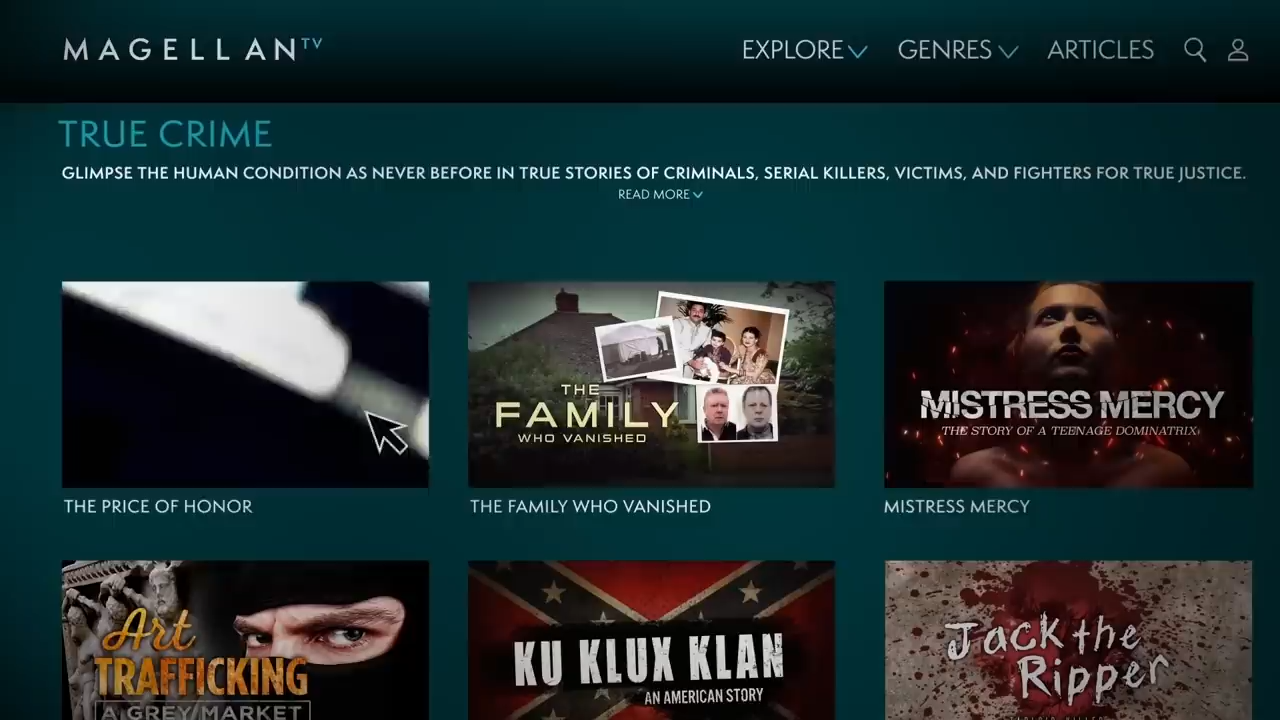 MAGELLANTV
EXPLORE GENRES ARTICLES
TRUE CRIME
GLIMPSE THE HUMAN CONDITION AS NEVER BEFORE IN TRUE STORIES OF CRIMINALS, SERIAL KILLERS, VICTIMS, AND FIGHTERS FOR TRUE JUSTICE.
READ MORE
THE
FAMILY
WHO VANISHED
MISTRESS MERCY
THE STORY OF A TEENAGE DOMINATRIX
THE PRICE OF HONOR
THE FAMILY WHO VANISHED
MISTRESS MERCY
Art
TRAFFICKING
A GREY MARKET
KU KLUX KLAN
AN AMERICAN STORY
Jack the
Ripper